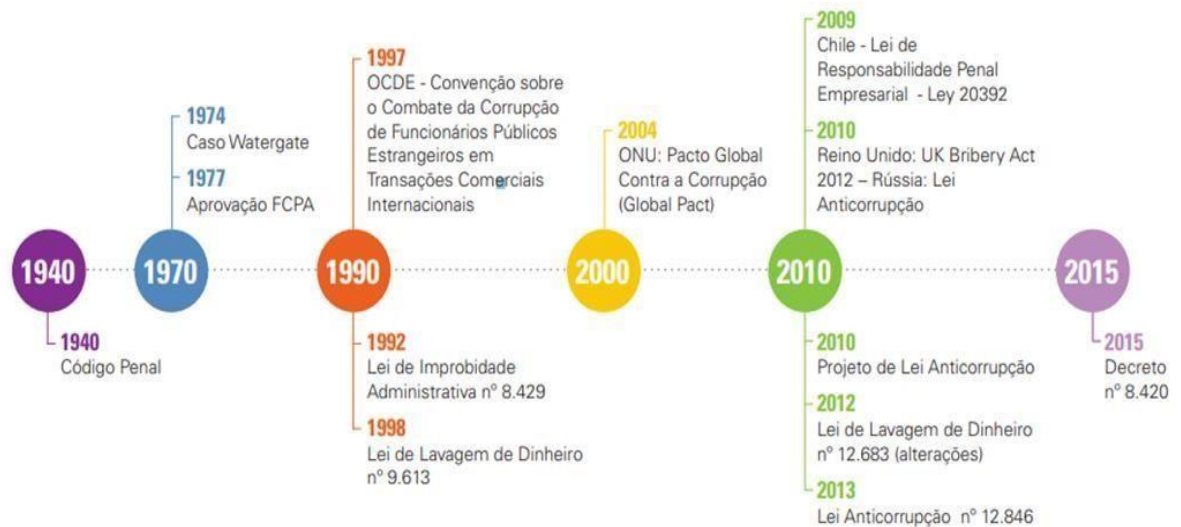 1974
Caso Watergate
1977
Aprovação FCPA
1997
OCDE - Convenção sobre
o Combate da Corrupção
de Funcionários Públicos
Estrangeiros em
Transações Comerciais
Internacionais
2004
ONU: Pacto Global
Contra a Corrupção
(Global Pact)
2009
Chile - Lei de
Responsabilidade Penal
Empresarial - Ley 20392
2010
Reino Unido: UK Bribery Act
2012 – Rússia: Lei
Anticorrupção
1940
1970
1990
2000
2010
2015
1940
Código Penal
1992
Lei de Improbidade
Administrativa nº 8.429
1998
Lei de Lavagem de Dinheiro
nº 9.613
2010
Projeto de Lei Anticorrupção
2012
Lei de Lavagem de Dinheiro
nº 12.683 (alterações)
2013
Lei Anticorrupção nº 12.846
2015
Decreto
nº 8.420